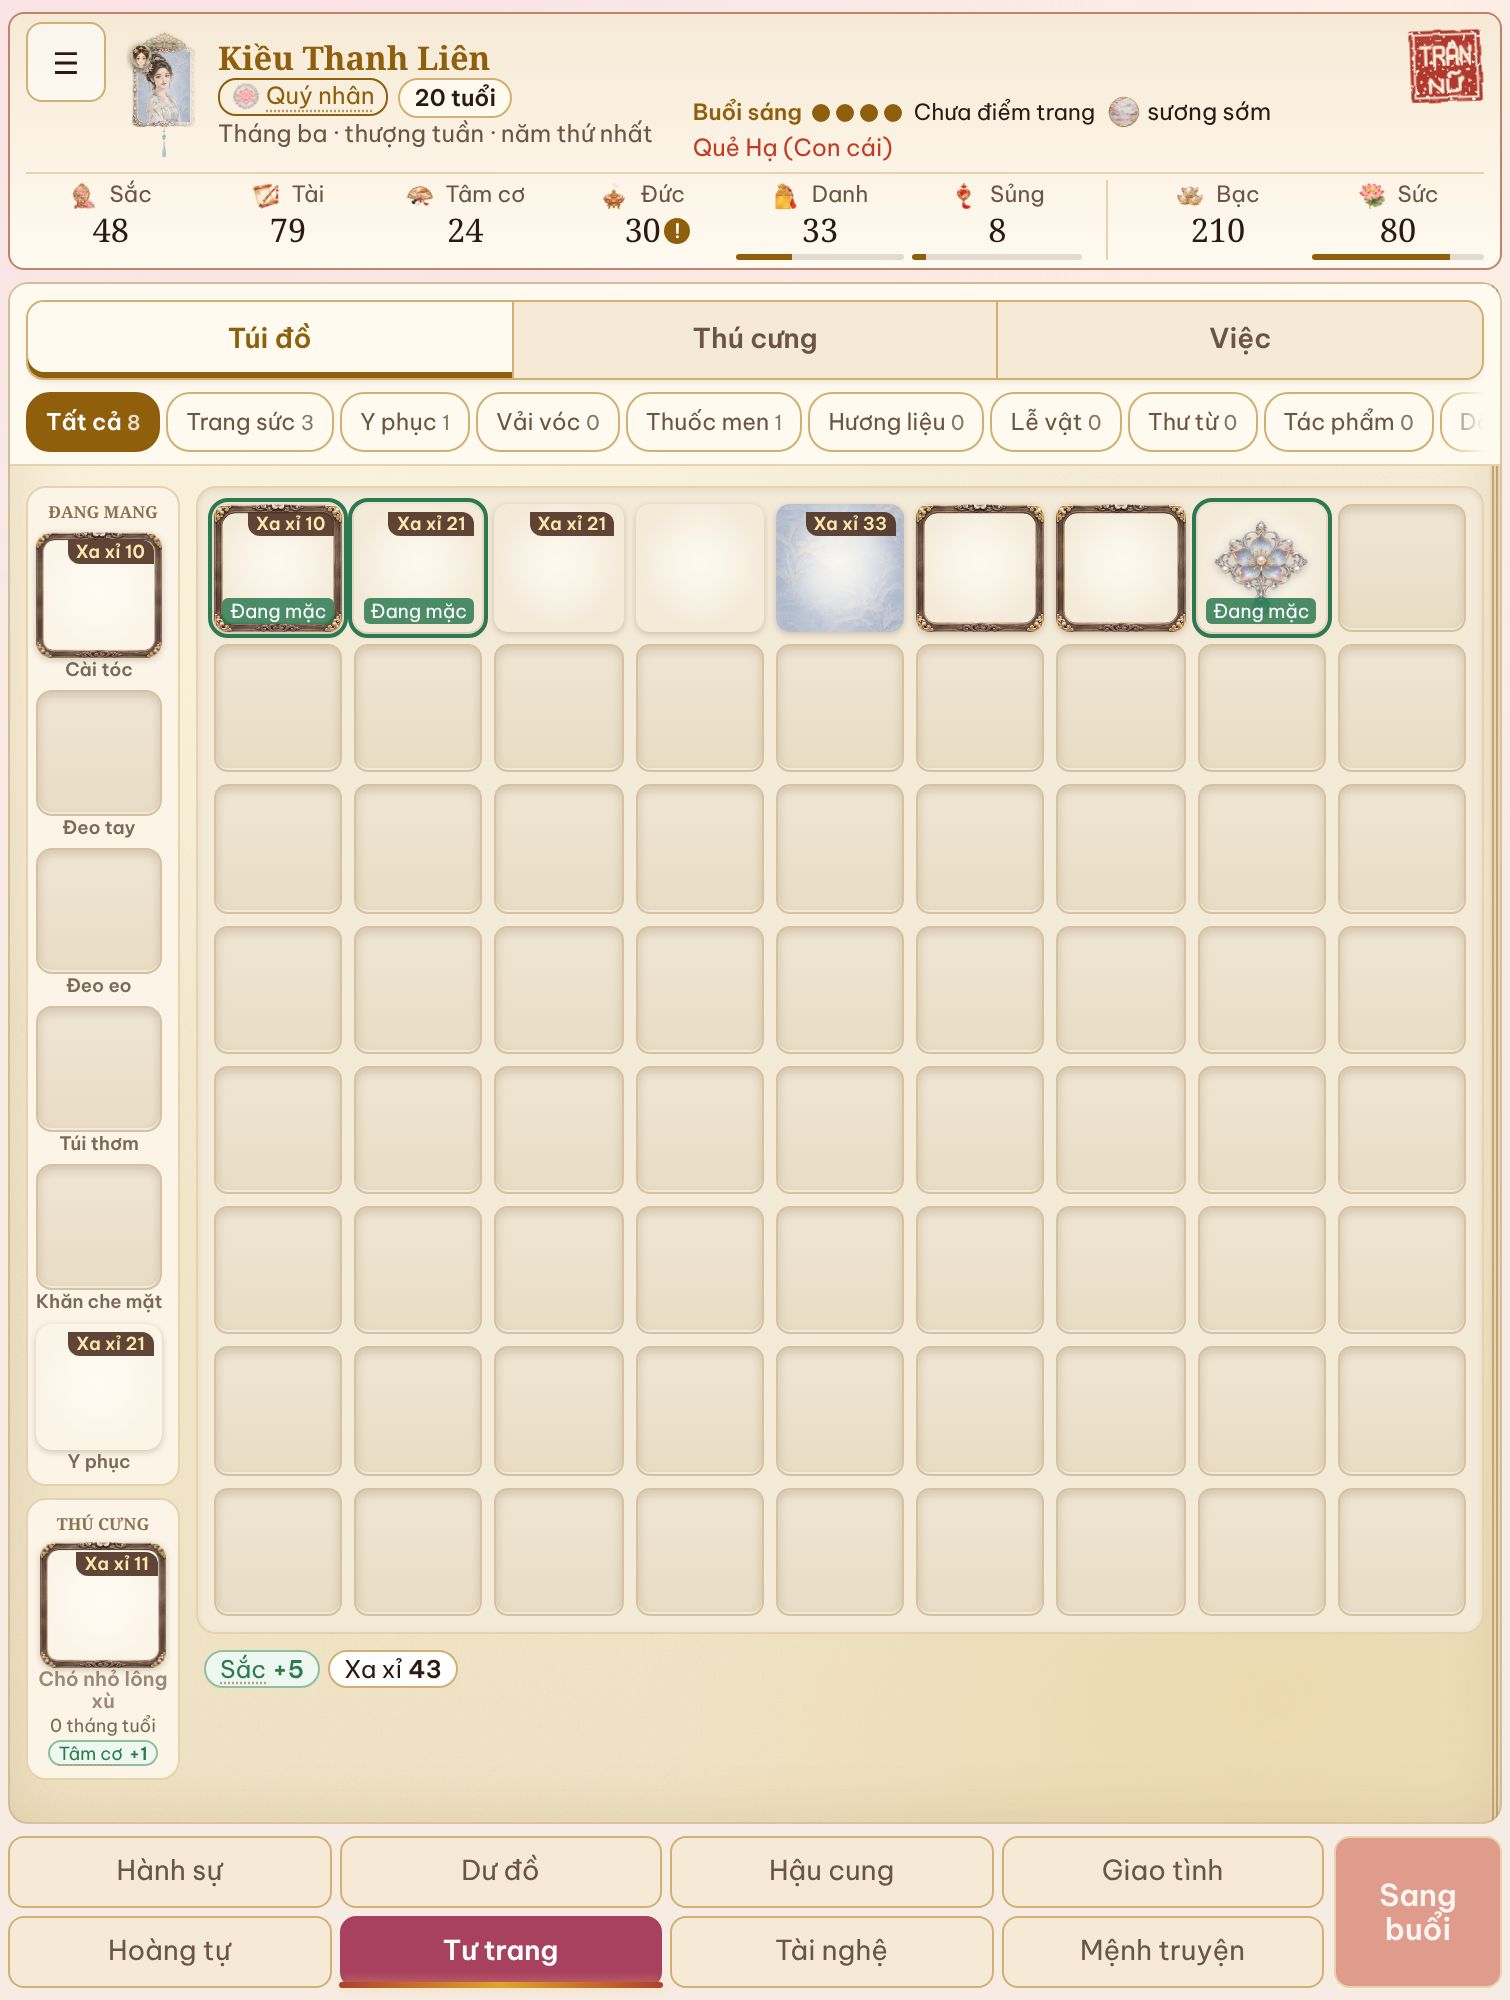 ☰
Kiều Thanh Liên
Quý nhân
20 tuổi
Tháng ba · thượng tuần · năm thứ nhất
Buổi sáng
Chưa điểm trang
sương sớm
Quẻ Hạ (Con cái)
TRÂN NỮ
Sắc
48
Tài
79
Tâm cơ
24
Đức
30 !
Danh
33
Sủng
8
Bạc
210
Sức
80
Túi đồ
Thú cưng
Việc
Tất cả 8
Trang sức 3
Y phục 1
Vải vóc 0
Thuốc men 1
Hương liệu 0
Lễ vật 0
Thư từ 0
Tác phẩm 0
ĐANG MANG
Xa xỉ 10
Cài tóc
Đeo tay
Đeo eo
Túi thơm
Khăn che mặt
Xa xỉ 21
Y phục
THÚ CƯNG
Xa xỉ 11
Chó nhỏ lông
xù
0 tháng tuổi
Tâm cơ +1
Xa xỉ 10
Đang mặc
Xa xỉ 21
Đang mặc
Xa xỉ 21
Xa xỉ 33
Đang mặc
Sắc +5
Xa xỉ 43
Hành sự
Dư đồ
Hậu cung
Giao tình
Sang
buổi
Hoàng tự
Tư trang
Tài nghệ
Mệnh truyện